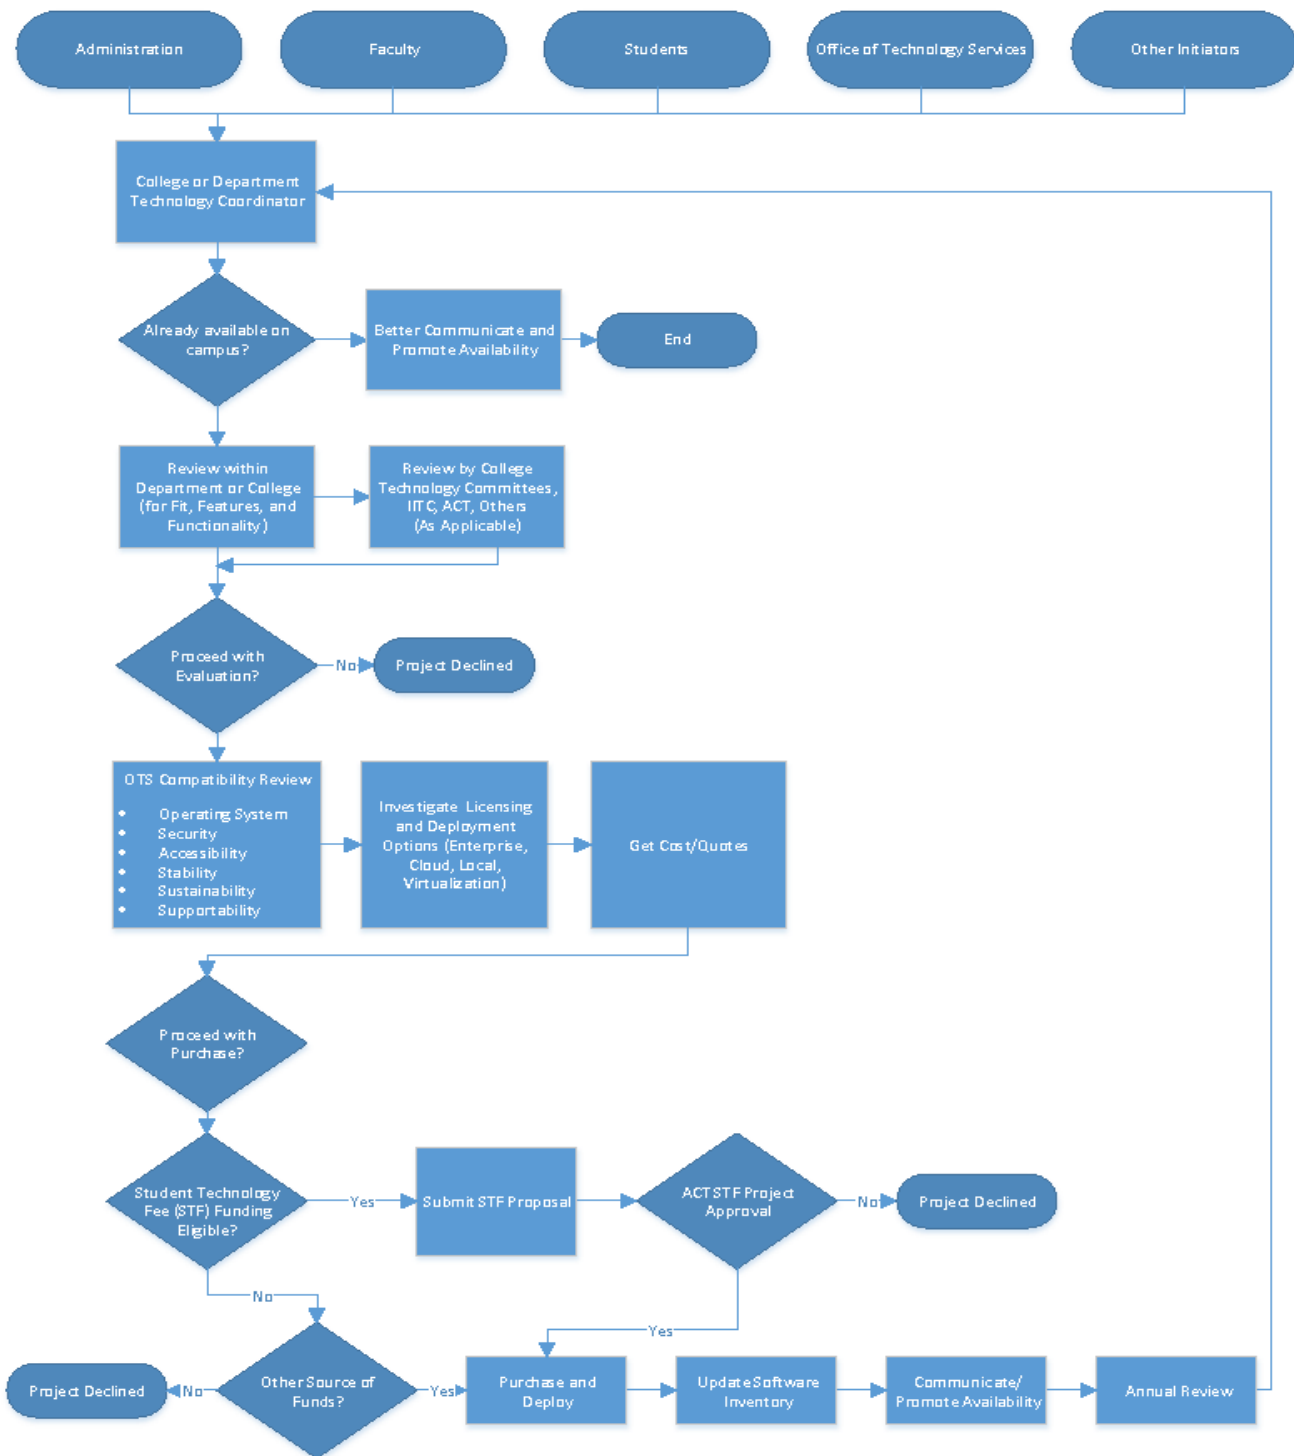 Administration
Faculty
Students
Office of Technology Services
Other Initiators
College or Department
Technology Coordinator
Already available on
campus?
Better Communicate and
Promote Availability
End
Review within
Department or College
(for Fit, Features, and
Functionality)
Review by College
Technology Committees,
IITC, ACT, Others
(As Applicable)
Proceed with
Evaluation?
No
Project Declined
OTS Compatibility Review
• Operating System
• Security
• Accessibility
• Stability
• Sustainability
• Supportability
Investigate Licensing
and Deployment
Options (Enterprise,
Cloud, Local,
Virtualization)
Get Cost/Quotes
Proceed with
Purchase?
Student Technology
Fee (STF) Funding
Eligible?
Yes
Submit STF Proposal
ACT STF Project
Approval
No
Project Declined
No
Yes
Project Declined
No
Other Source of
Funds?
Yes
Purchase and
Deploy
Update Software
Inventory
Communicate/
Promote Availability
Annual Review